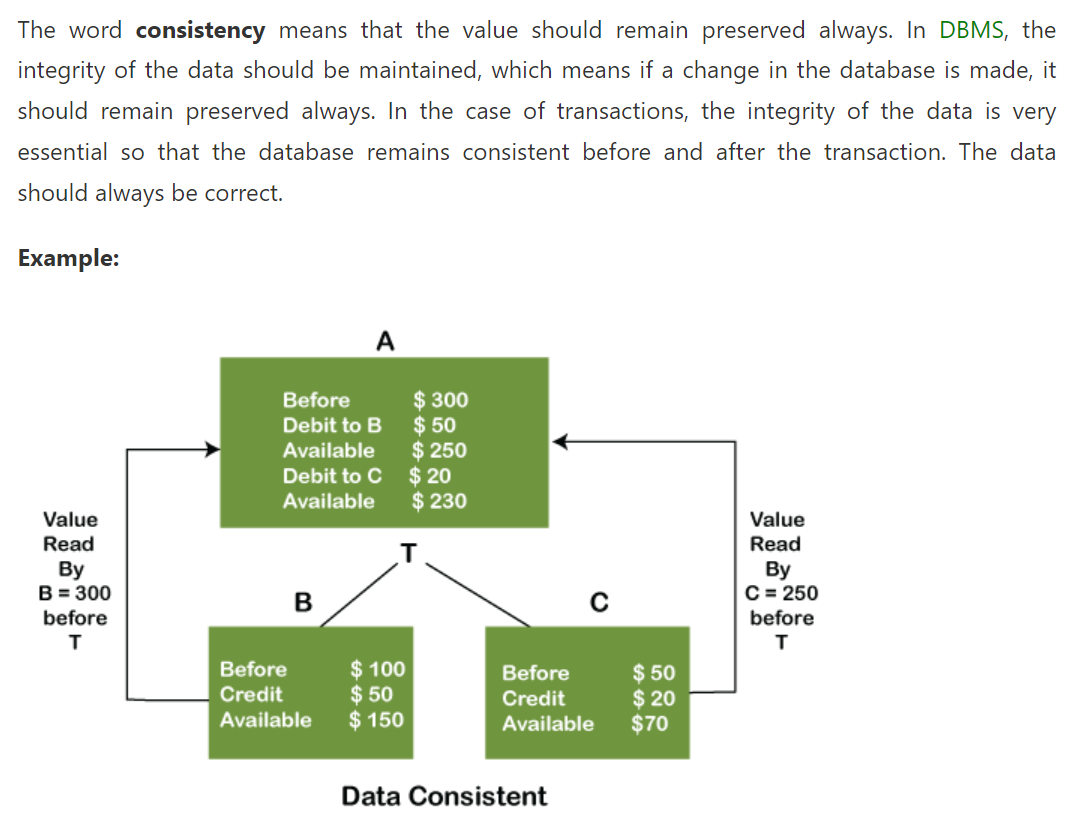 The word consistency means that the value should remain preserved always. In DBMS, the
integrity of the data should be maintained, which means if a change in the database is made, it
should remain preserved always. In the case of transactions, the integrity of the data is very
essential so that the database remains consistent before and after the transaction. The data
should always be correct.
Example:
A
Before $ 300
Debit to B $ 50
Available $ 250
Debit to C $ 20
Available $ 230
Value
Read
By
B = 300
before
T
T
Value
Read
By
C = 250
before
T
B
Before $ 100
Credit $ 50
Available $ 150
C
Before $ 50
Credit $ 20
Available $70
Data Consistent